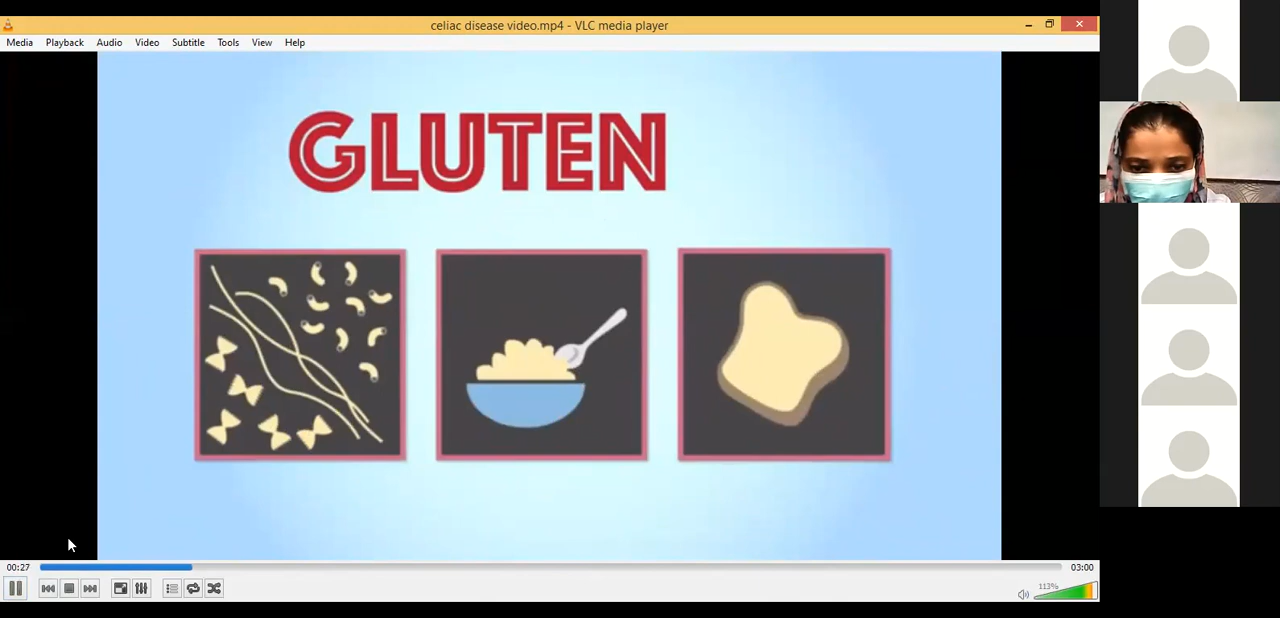 celiac disease video.mp4 - VLC media player
Media Playback Audio Video Subtitle Tools View Help
GLUTEN
00:27
03:00
113%